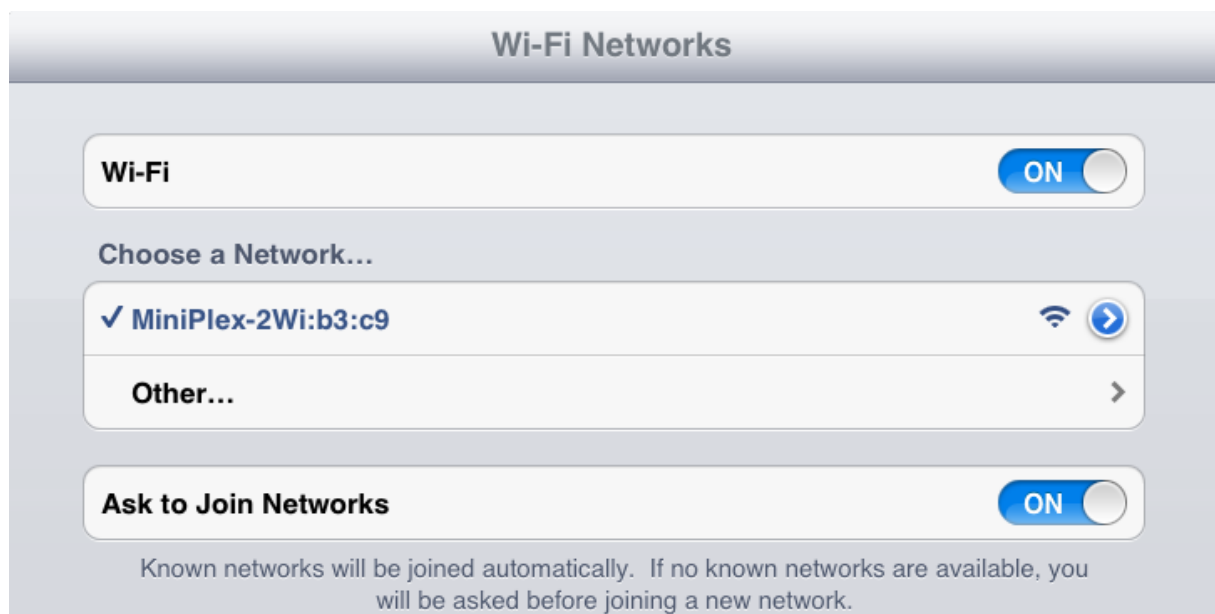 Wi-Fi Networks
Wi-Fi ON
Choose a Network...
MiniPlex-2Wi:b3:c9
Other...
Ask to Join Networks ON
Known networks will be joined automatically. If no known networks are available, you
will be asked before joining a new network.